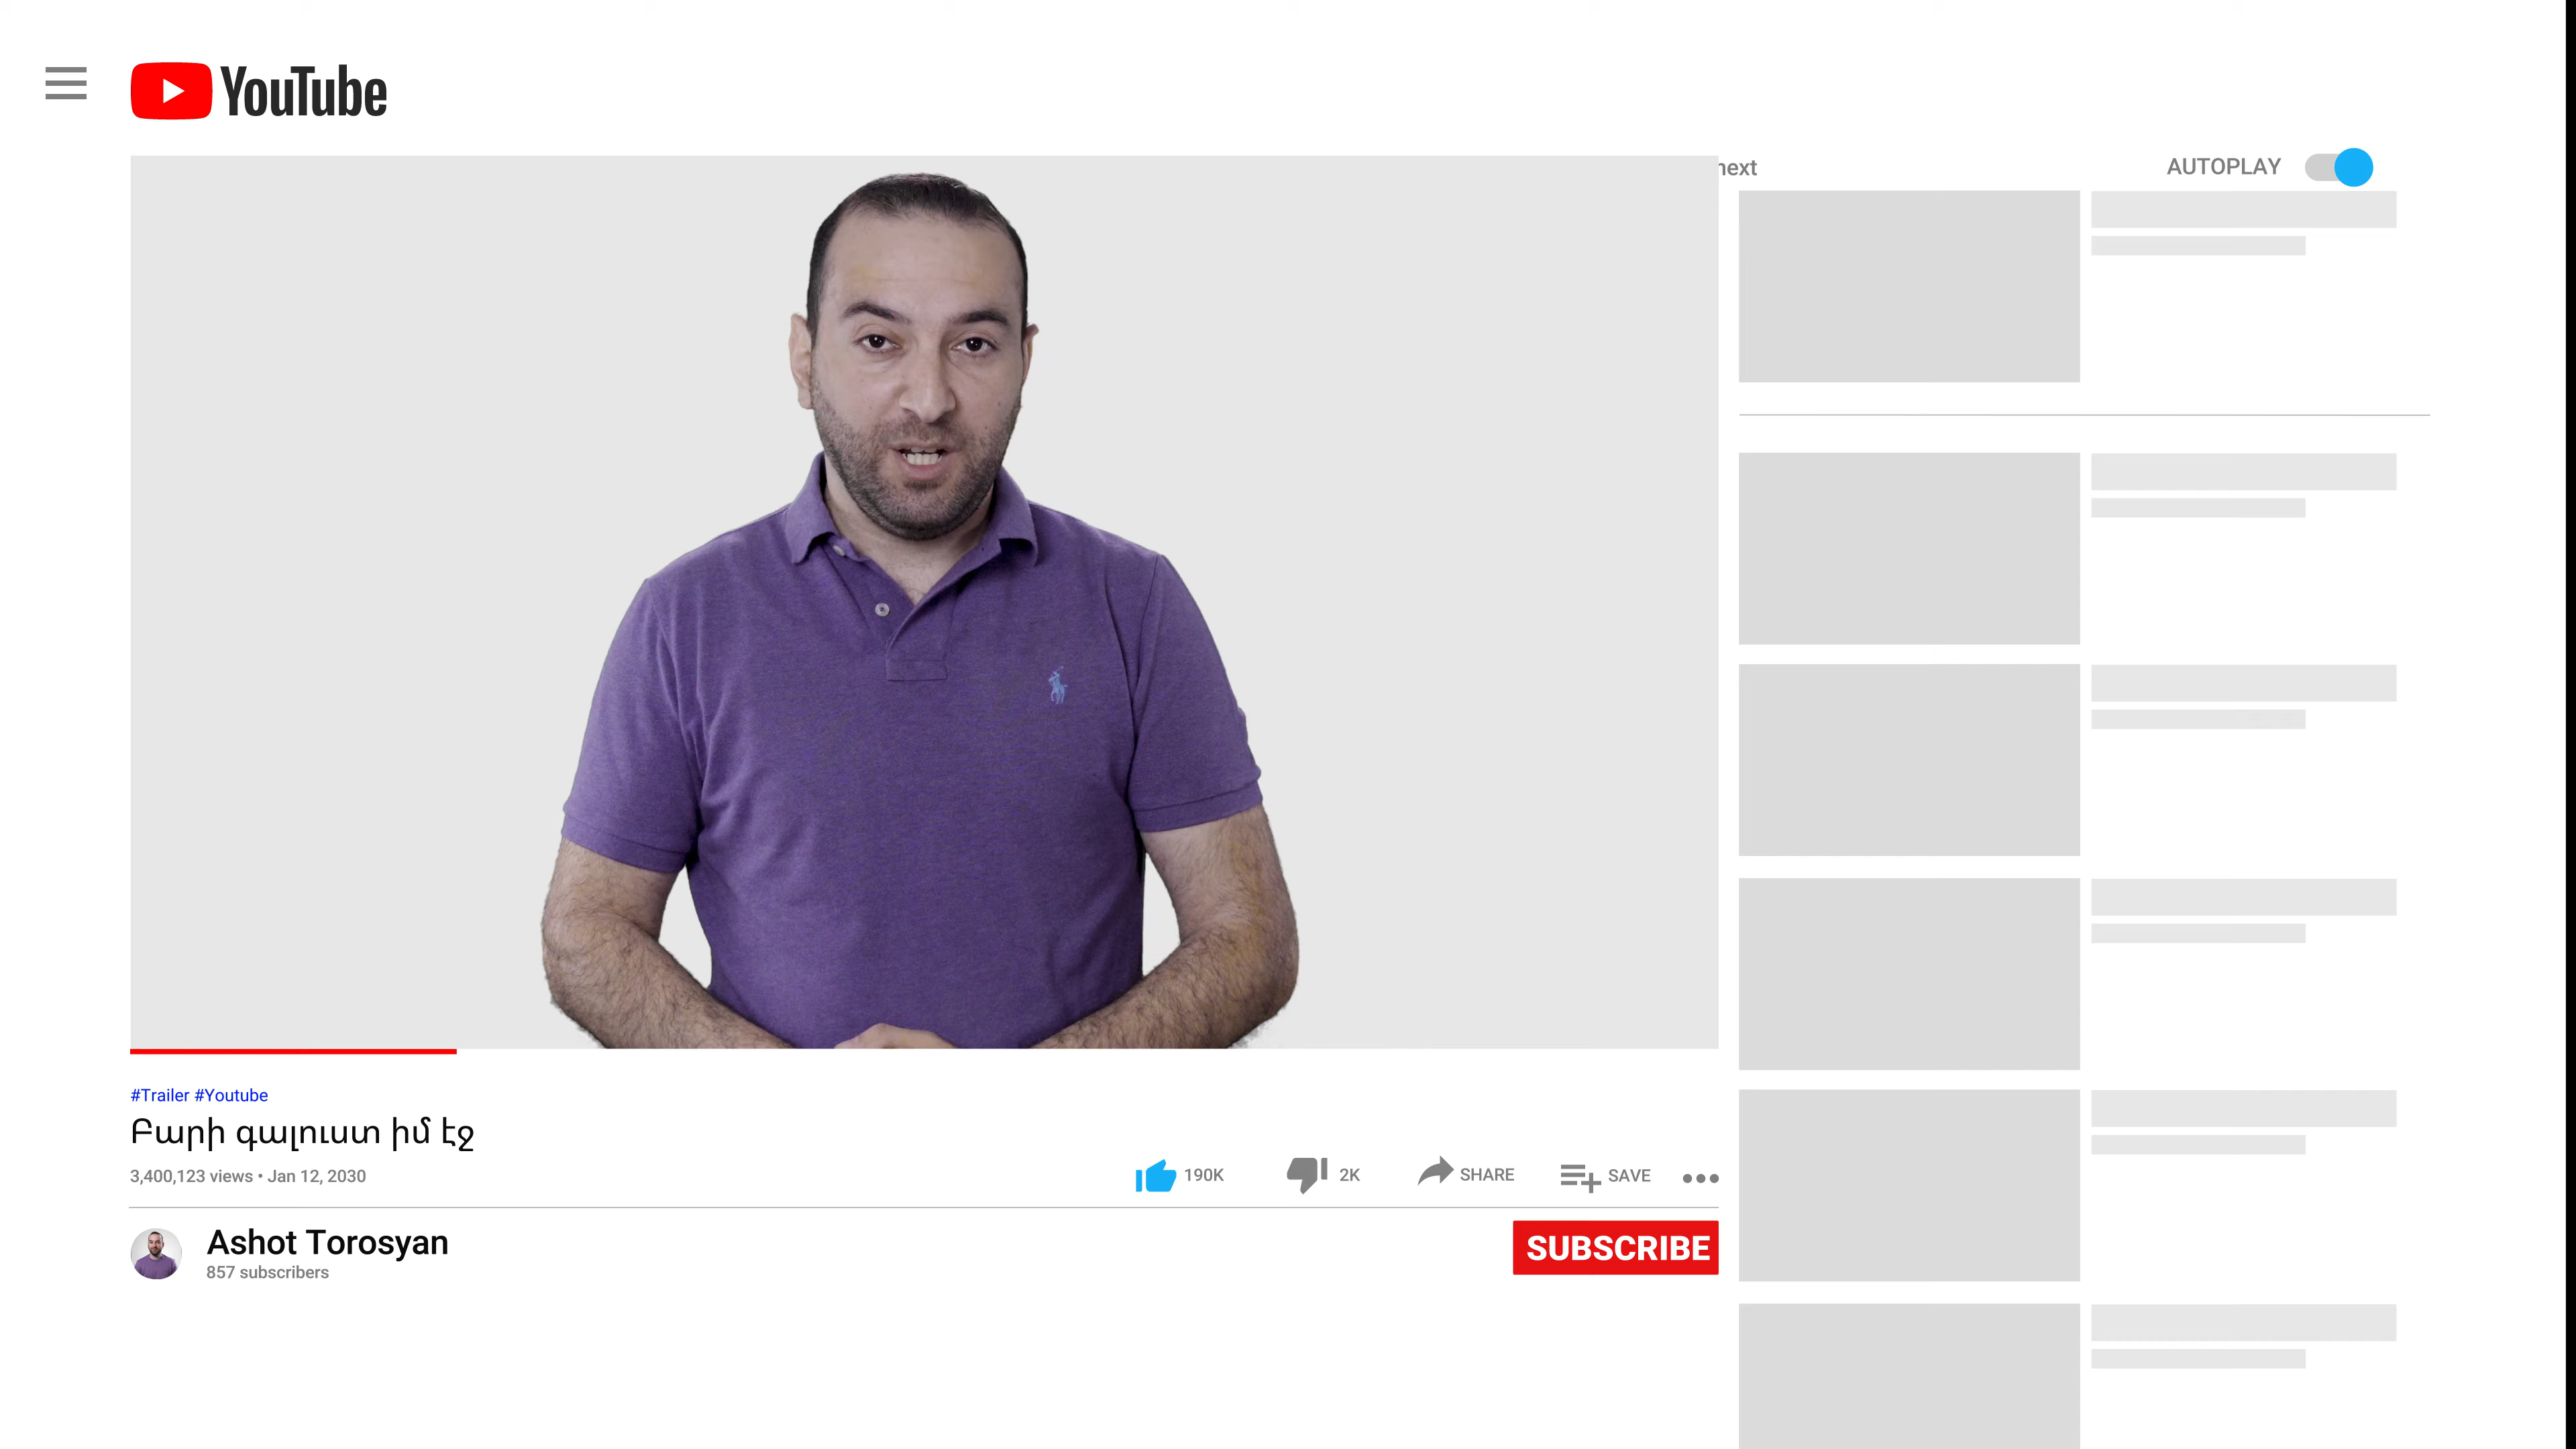 YouTube
next
AUTOPLAY
#Trailer #Youtube
Բարի գալուստ իմ էջ
3,400,123 views • Jan 12, 2030
190K
2K
SHARE
SAVE
Ashot Torosyan
857 subscribers
SUBSCRIBE